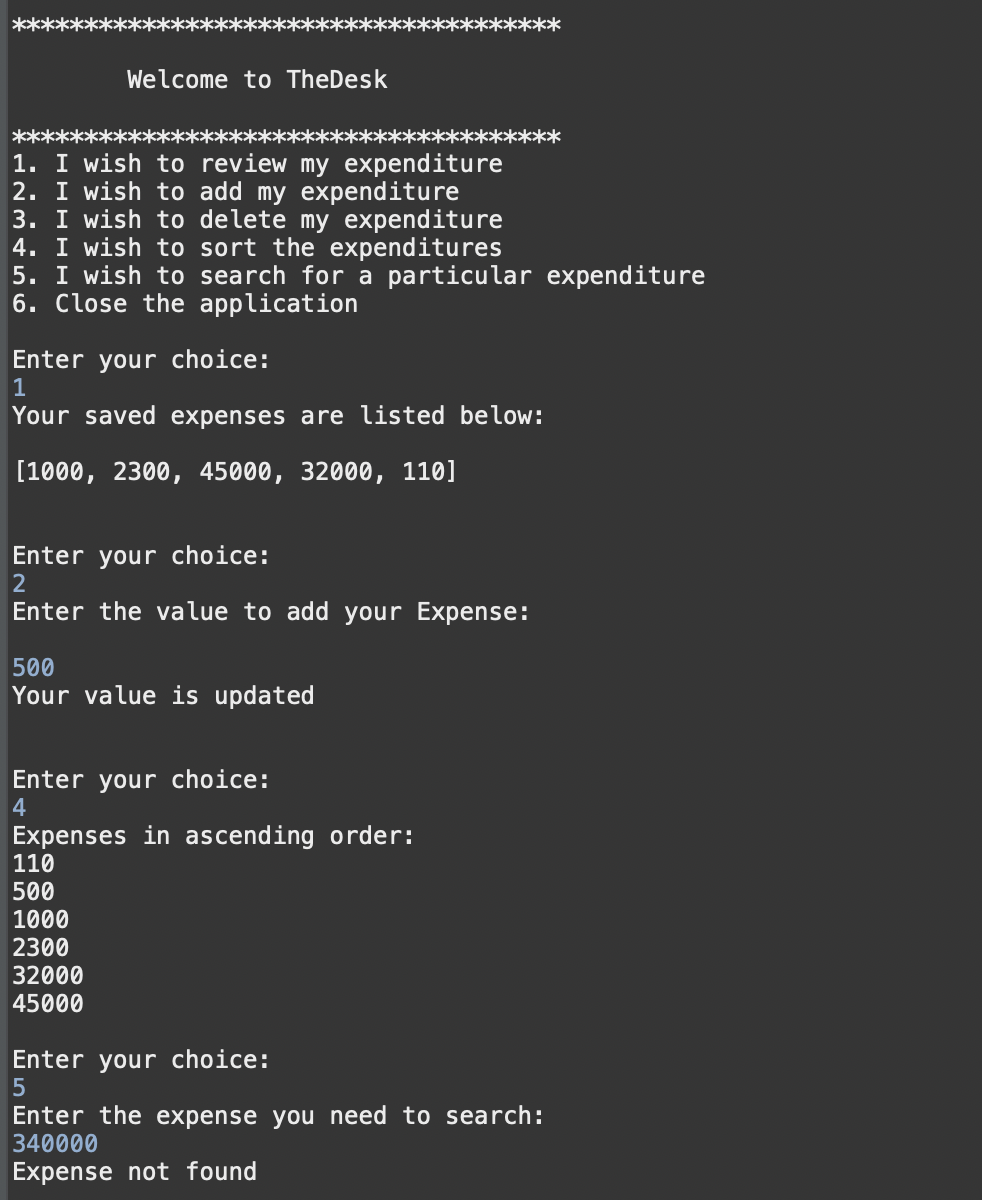 **************************************
Welcome to TheDesk
**************************************
1. I wish to review my expenditure
2. I wish to add my expenditure
3. I wish to delete my expenditure
4. I wish to sort the expenditures
5. I wish to search for a particular expenditure
6. Close the application
Enter your choice:
1
Your saved expenses are listed below:
[1000, 2300, 45000, 32000, 110]
Enter your choice:
2
Enter the value to add your Expense:
500
Your value is updated
Enter your choice:
4
Expenses in ascending order:
110
500
1000
2300
32000
45000
Enter your choice:
5
Enter the expense you need to search:
340000
Expense not found